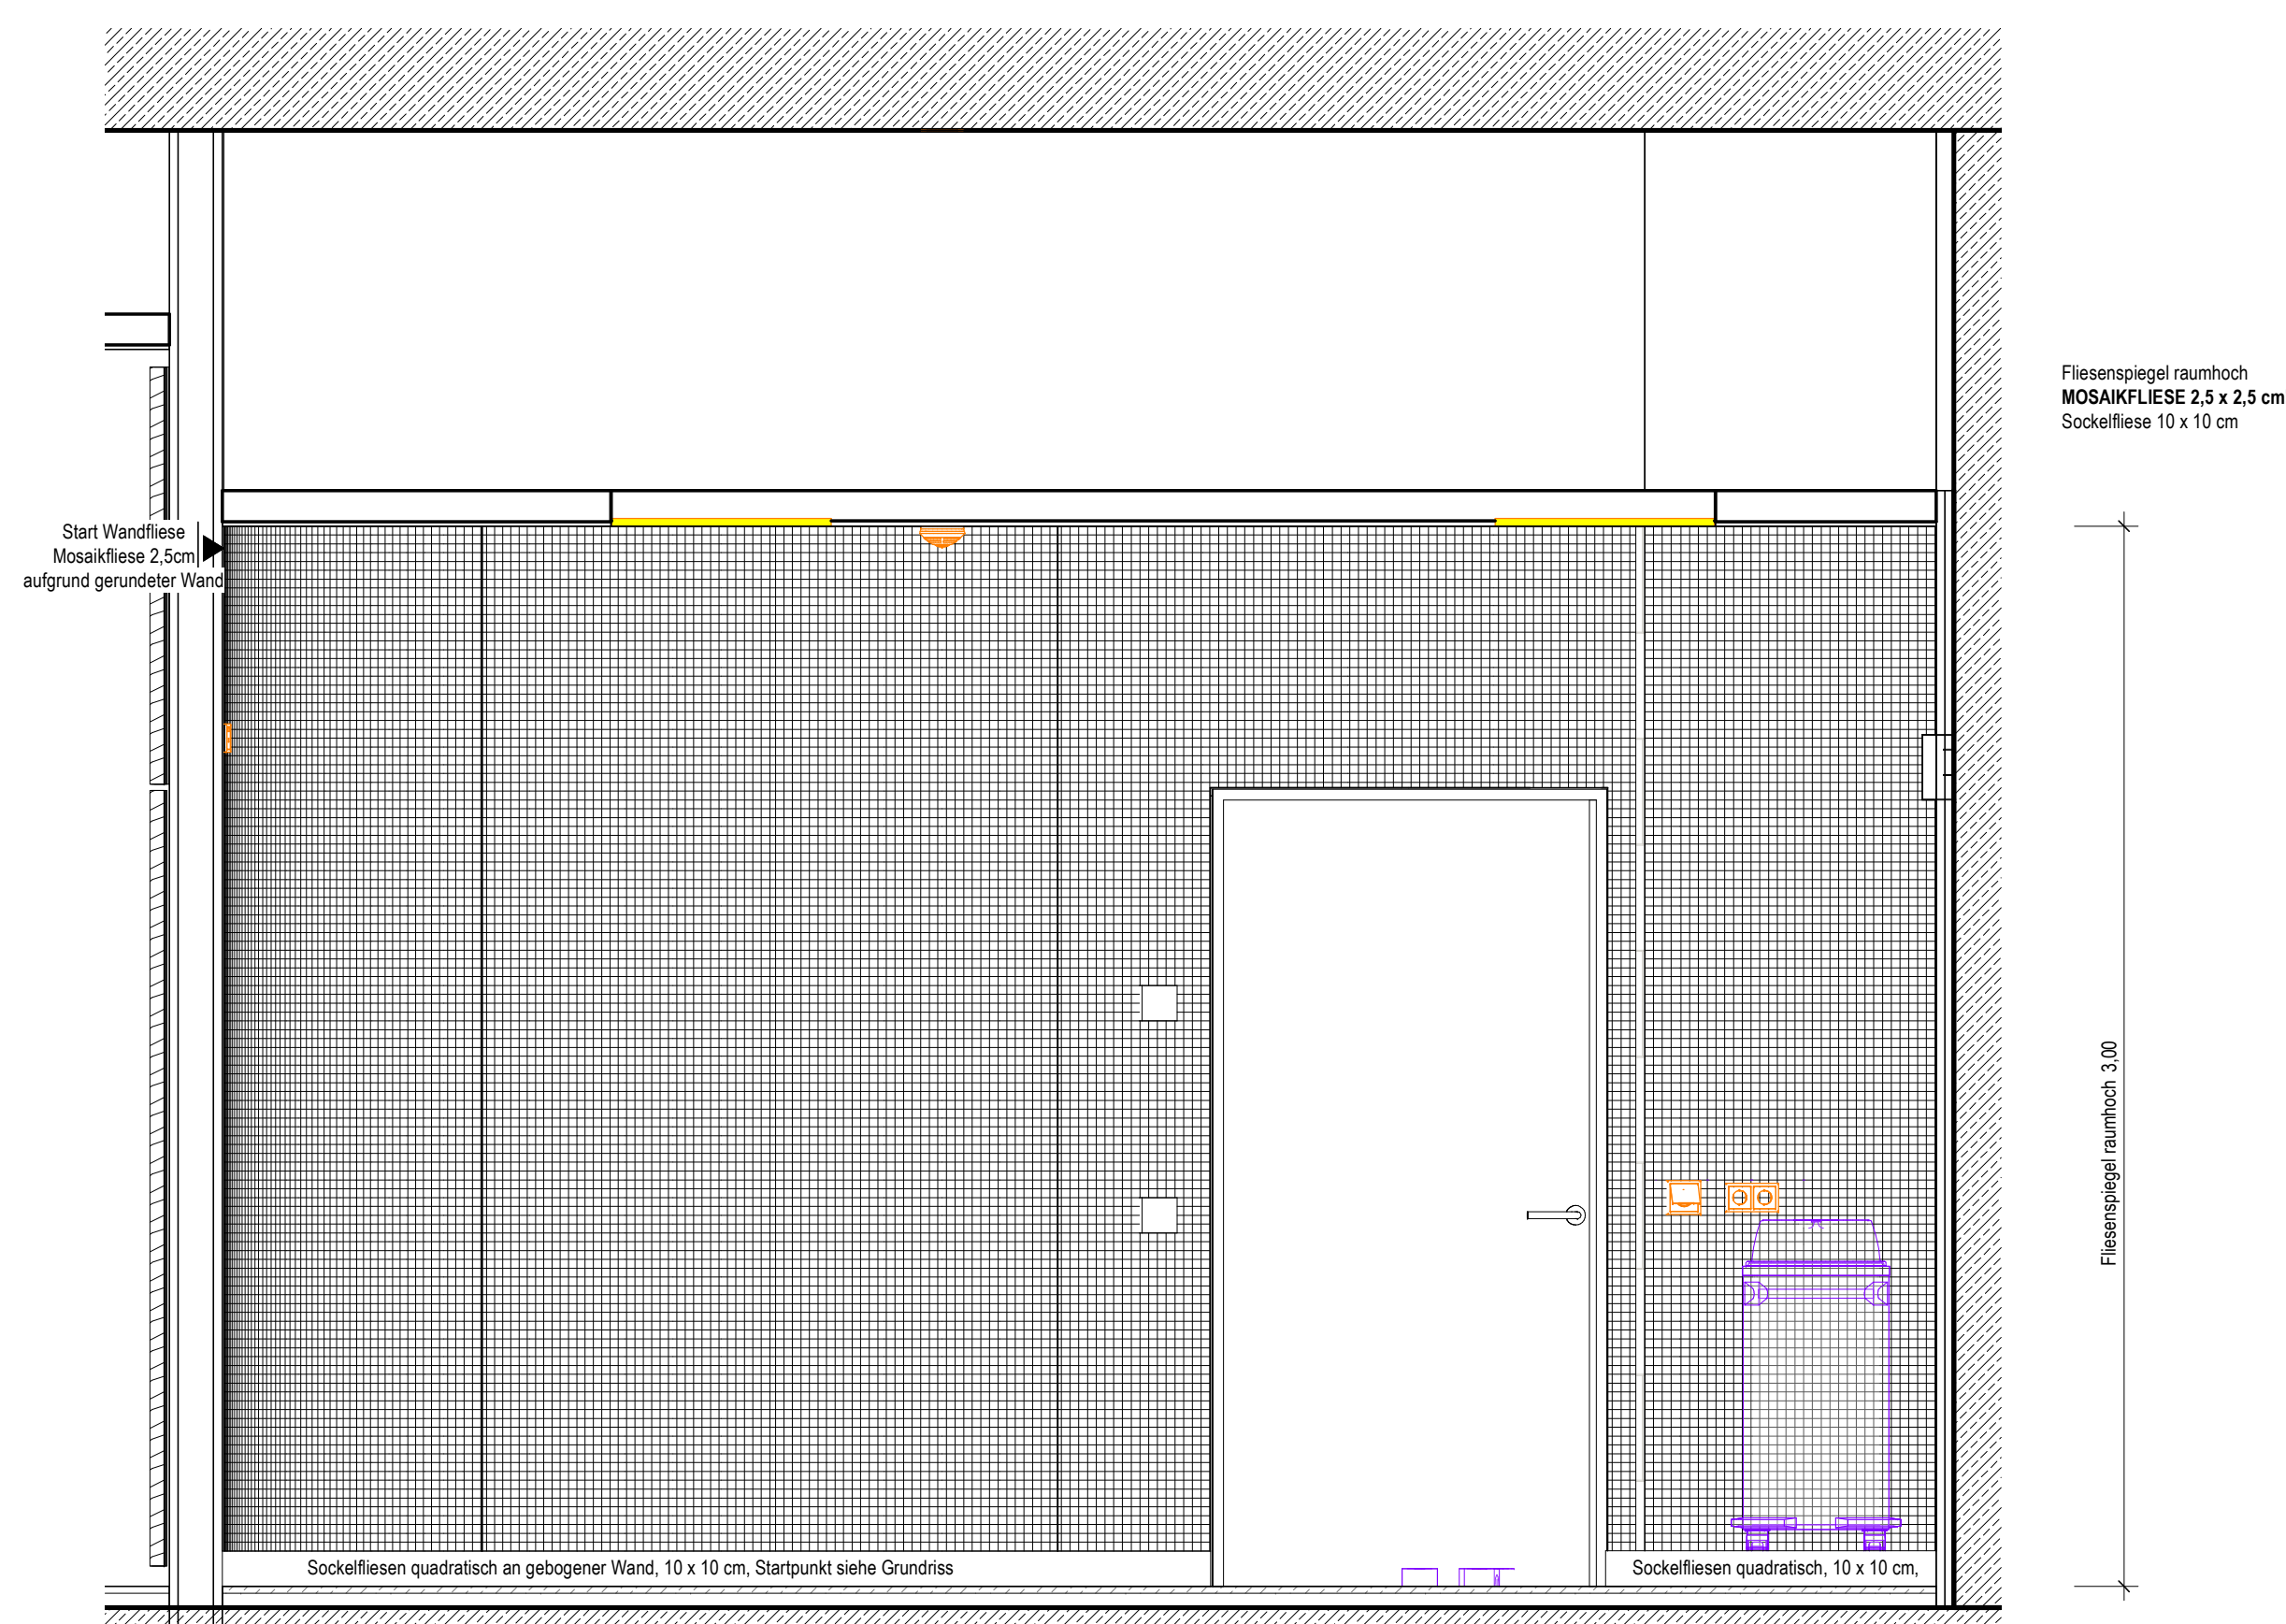 Fliesenspiegel raumhoch
MOSAIKFLIESE 2,5 x 2,5 cm
Sockelfliese 10 x 10 cm
Start Wandfliese
Mosaikfliese 2,5cm
aufgrund gerundeter Wand
Fliesenspiegel raumhoch 3,00
Sockelfliesen quadratisch an gebogener Wand, 10 x 10 cm, Startpunkt siehe Grundriss
Sockelfliesen quadratisch, 10 x 10 cm,